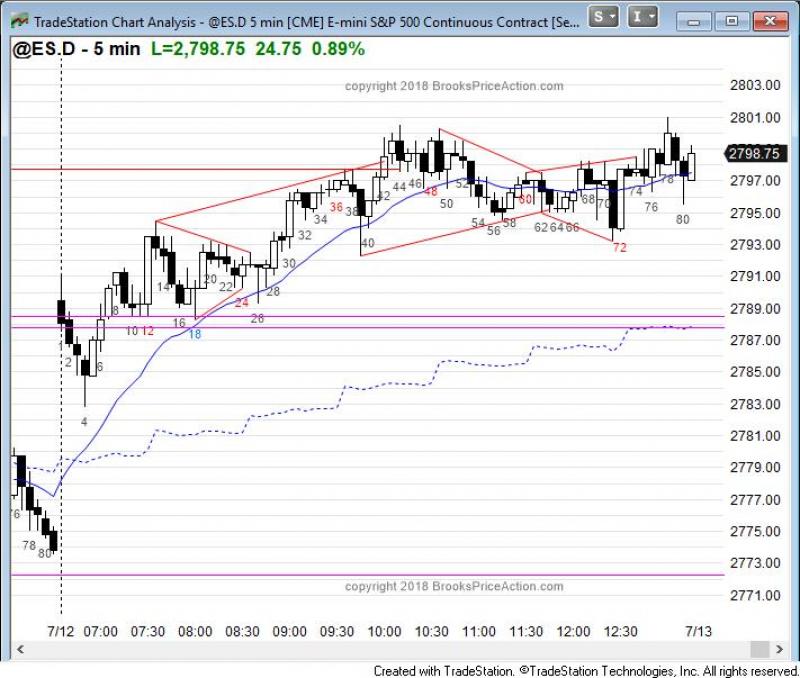 TradeStation Chart Analysis - @ES.D 5 min [CME] E-mini S&P 500 Continuous Contract [Se...
S I
@ES.D - 5 min L=2,798.75 24.75 0.89%
copyright 2018 BrooksPriceAction.com
2803.00
2801.00
2798.75
2797.00
2795.00
2793.00
2791.00
2789.00
2787.00
2785.00
2783.00
2781.00
2779.00
2777.00
2775.00
2773.00
2771.00
78 80
2 4 6 8 10 12 14 16 18 20 22 24 26 28 30 32 34 36 38 40 42 44 46 48 50 52 54 56 58 60 62 64 66 68 70 72 74 76 78 80
copyright 2018 BrooksPriceAction.com
7/12 07:00 07:30 08:00 08:30 09:00 09:30 10:00 10:30 11:00 11:30 12:00 12:30 7/13
Created with TradeStation. ©TradeStation Technologies, Inc. All rights reserved.